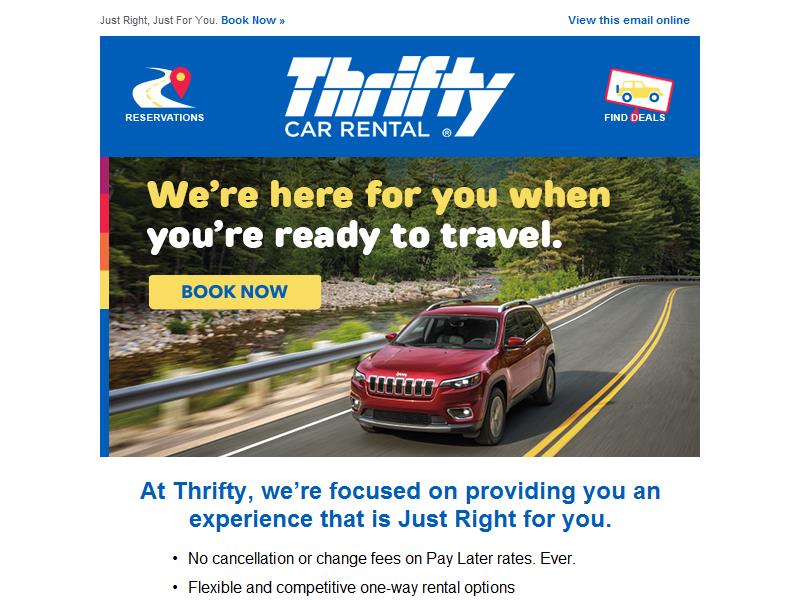 Just Right, Just For You. Book Now »
View this email online
RESERVATIONS
Thrifty
CAR RENTAL ®
FIND DEALS
We're here for you when
you're ready to travel.
BOOK NOW
Jeep
At Thrifty, we're focused on providing you an
experience that is Just Right for you.
• No cancellation or change fees on Pay Later rates. Ever.
• Flexible and competitive one-way rental options